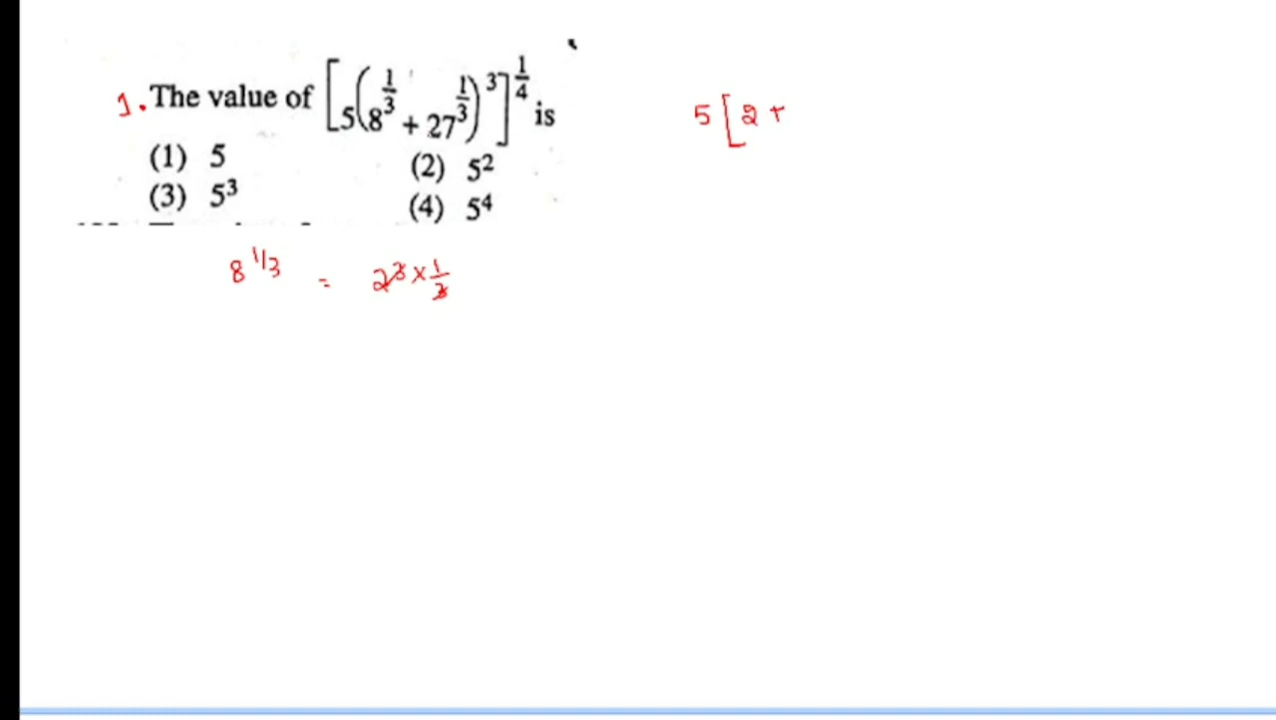 1. The value of [5(8^{1/3} + 27^{1/3})^3]^{1/4} is
(1) 5 (2) 5²
(3) 5³ (4) 5⁴
5 [ 2 +
8^{1/3} = 2^{3 × 1/3}